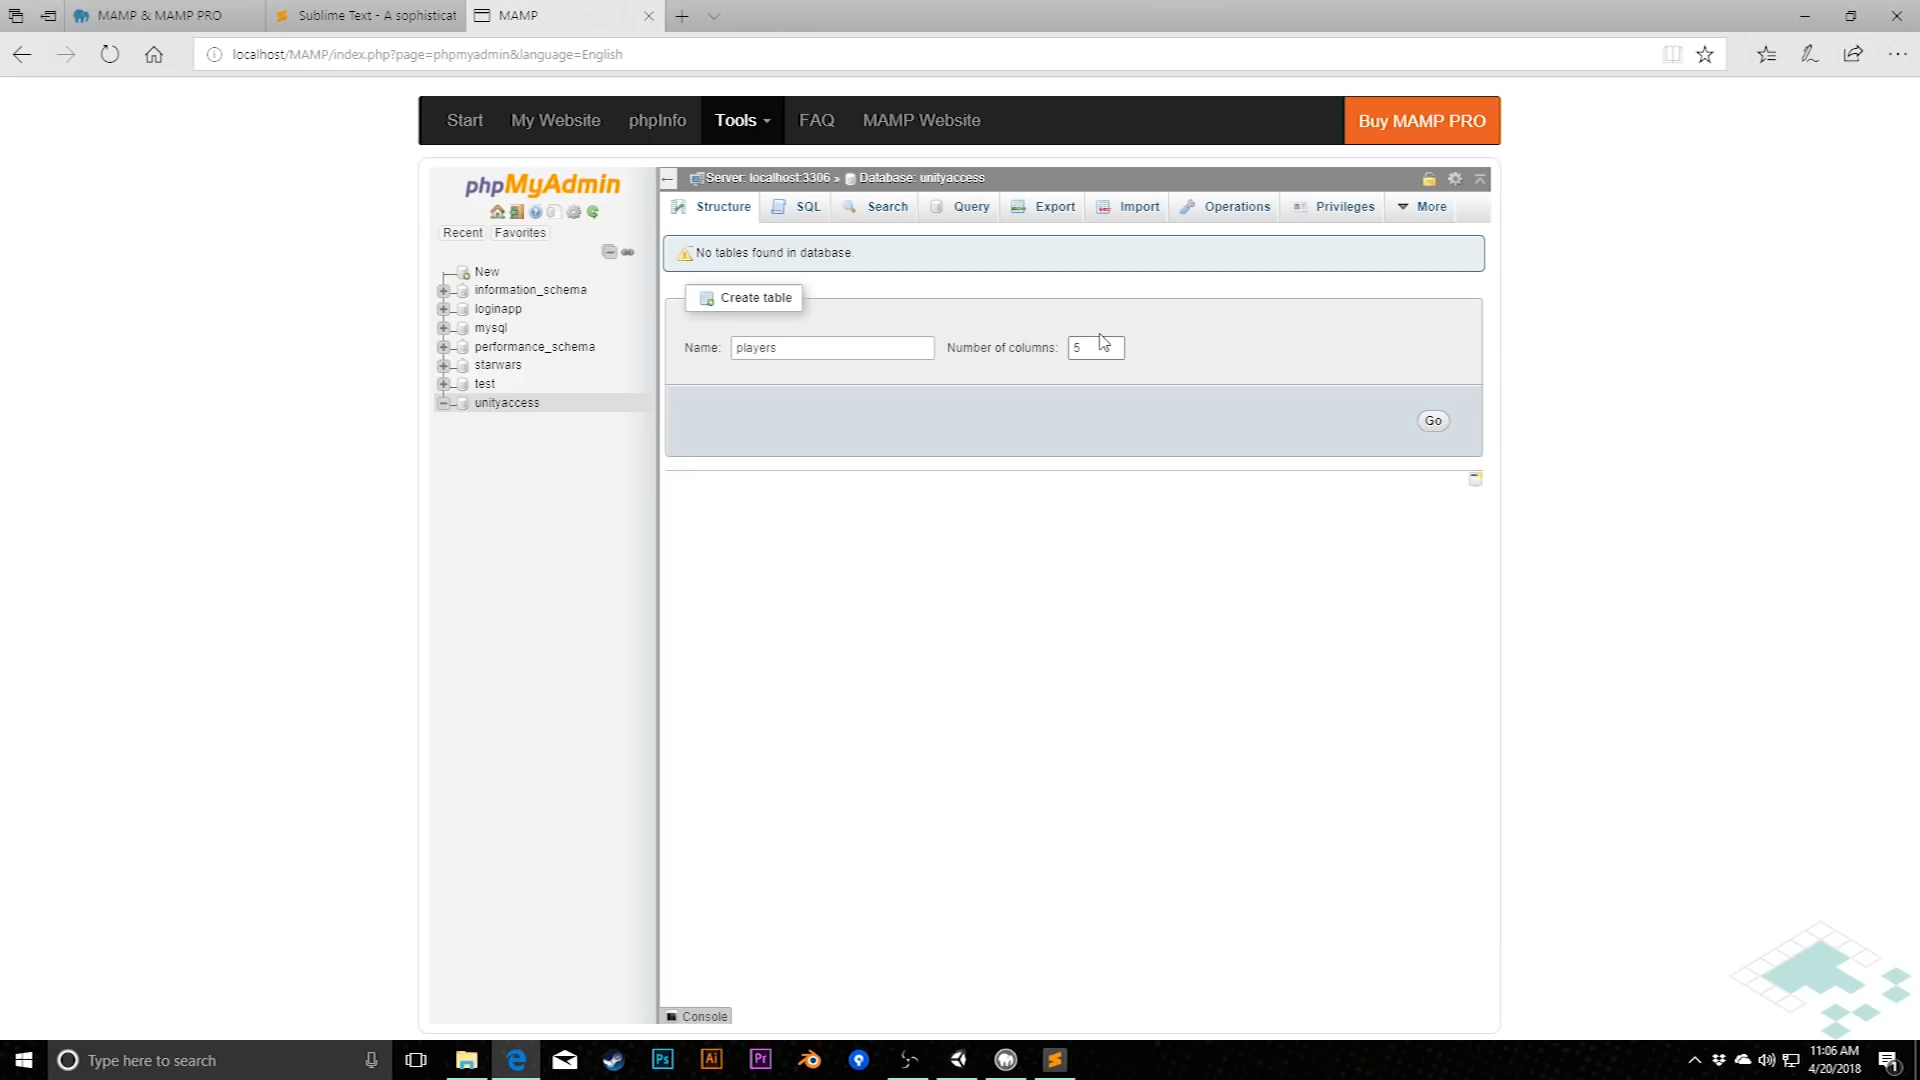 MAMP & MAMP PRO
Sublime Text - A sophisticat
MAMP
localhost/MAMP/index.php?page=phpmyadmin&language=English
Start
My Website
phpInfo
Tools
FAQ
MAMP Website
Buy MAMP PRO
phpMyAdmin
Recent
Favorites
New
information_schema
loginapp
mysql
performance_schema
starwars
test
unityaccess
Server: localhost:3306 » Database: unityaccess
Structure
SQL
Search
Query
Export
Import
Operations
Privileges
More
No tables found in database.
Create table
Name:
players
Number of columns:
5
Go
Console
Type here to search
Ps
Ai
Pr
11:06 AM
4/20/2018
1